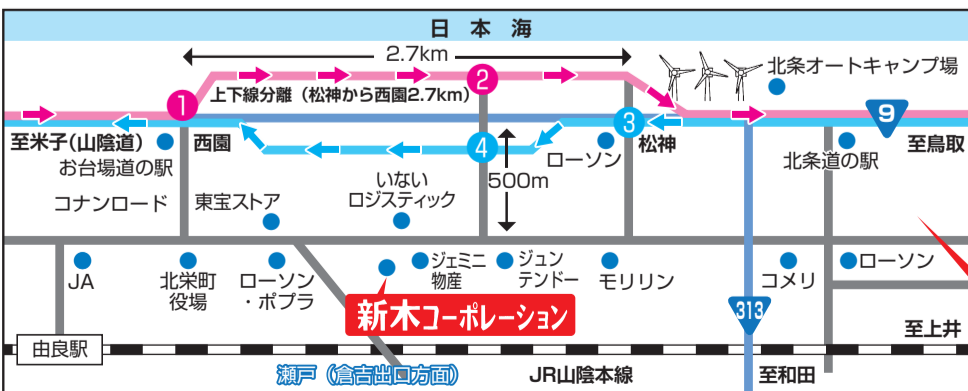 日本海
2.7km
北条オートキャンプ場
2
1
上下線分離（松神から西園2.7km）
9
3
至米子(山陰道)
西園
松神
至鳥取
お台場道の駅
4
ローソン
北条道の駅
500m
コナンロード
東宝ストア
いない
ロジスティック
JA
北栄町
役場
ローソン
・ポプラ
ジェミニ
物産
ジュン
テンドー
モリリン
コメリ
ローソン
新木コーポレーション
313
至上井
由良駅
瀬戸（倉吉出口方面）
JR山陰本線
至和田